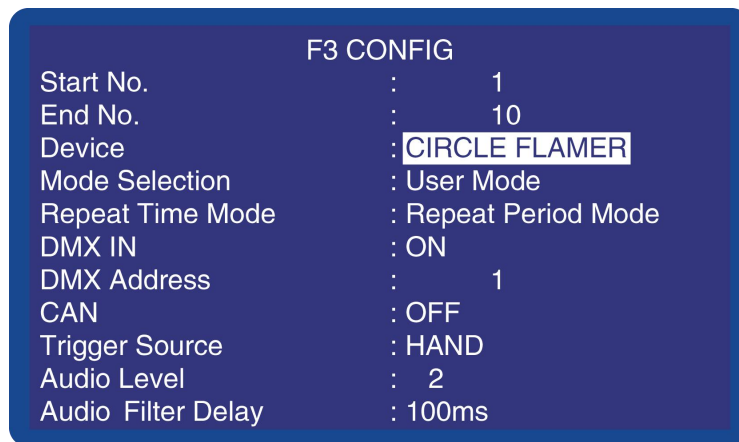 F3 CONFIG
Start No. : 1
End No. : 10
Device : CIRCLE FLAMER
Mode Selection : User Mode
Repeat Time Mode : Repeat Period Mode
DMX IN : ON
DMX Address : 1
CAN : OFF
Trigger Source : HAND
Audio Level : 2
Audio Filter Delay : 100ms